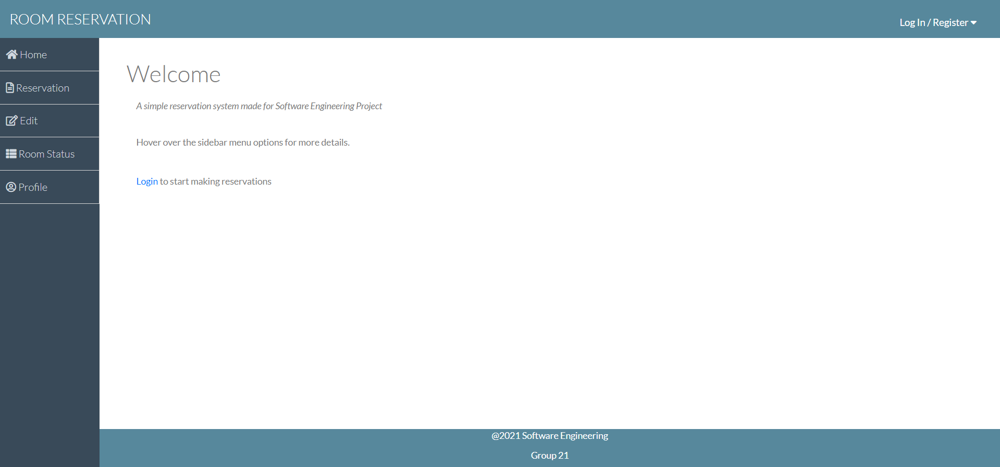 ROOM RESERVATION
Log In / Register
Home
Reservation
Edit
Room Status
Profile
Welcome
A simple reservation system made for Software Engineering Project
Hover over the sidebar menu options for more details.
Login to start making reservations
@2021 Software Engineering
Group 21